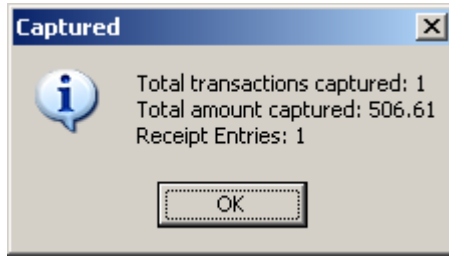 Captured
Total transactions captured: 1
Total amount captured: 506.61
Receipt Entries: 1
OK